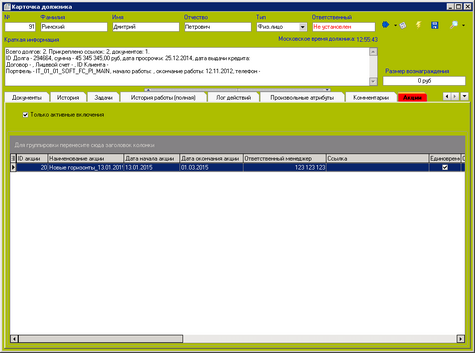 Карточка должника
№ Фамилия Имя Отчество Тип Ответственный
91 Римский Дмитрий Петрович Физ.лицо Не установлен
Краткая информация Московское время должника: 12:55:43
Всего долгов: 2. Прикреплено ссылок: 2, документов: 1.
ID Долга - 294664, сумма - 45 345 345,00 руб, дата просрочки: 25.12.2014, дата выдачи кредита:
Договор - , Лицевой счет - , ID Клиента -
Портфель - IT_01_01_SOFT_FC_PI_MAIN, начало работы: , окончание работы: 12.11.2012, телефон -
Размер вознаграждения
0 руб
Документы История Задачи История работы (полная) Лог действий Произвольные атрибуты Комментарии Акции
Только активные включения
Для группировки перенесите сюда заголовок колонки
ID акции Наименование акции Дата начала акции Дата окончания акции Ответственный менеджер Ссылка Единовремен
20 Новые горизонты_13.01.2015 13.01.2015 01.03.2015 123 123 123